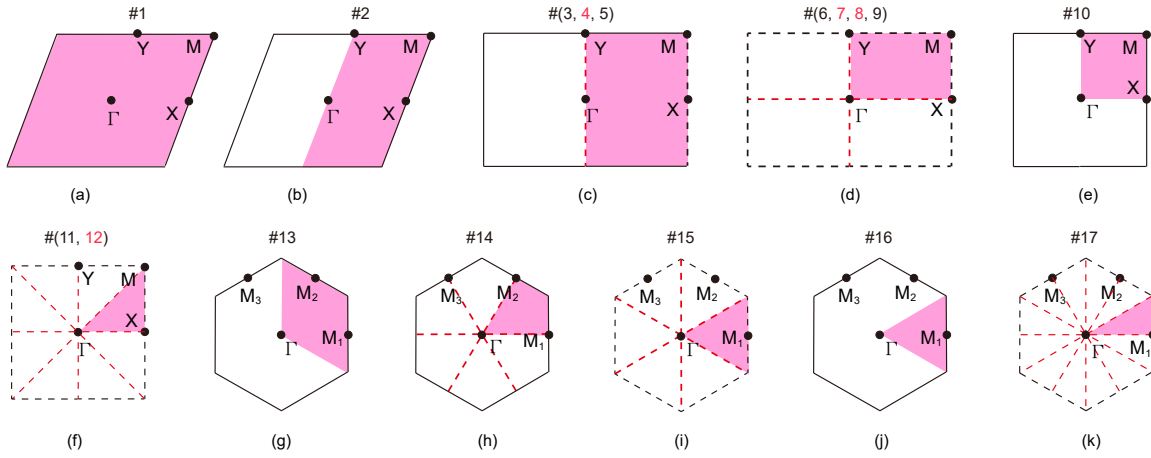 #1 #2 #(3, 4, 5) #(6, 7, 8, 9) #10
Y M Y M Y M Y M Y M
Γ X Γ X Γ X Γ X Γ X
(a) (b) (c) (d) (e)
#(11, 12) #13 #14 #15 #16 #17
Y M M3 M2 M3 M2 M3 M2 M3 M2 M3 M2
Γ X Γ M1 Γ M1 Γ M1 Γ M1 Γ M1
(f) (g) (h) (i) (j) (k)